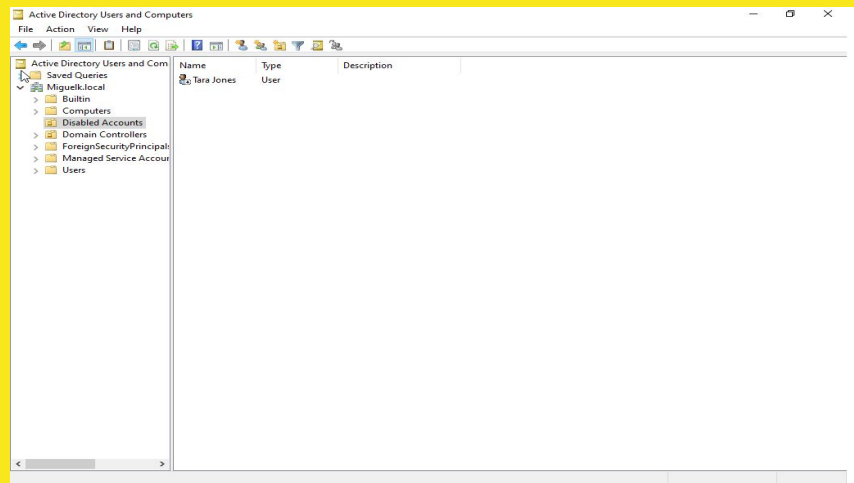 Active Directory Users and Computers
File Action View Help
Active Directory Users and Com
Saved Queries
Miguelk.local
Builtin
Computers
Disabled Accounts
Domain Controllers
ForeignSecurityPrincipals
Managed Service Accour
Users
Name Type Description
Tara Jones User